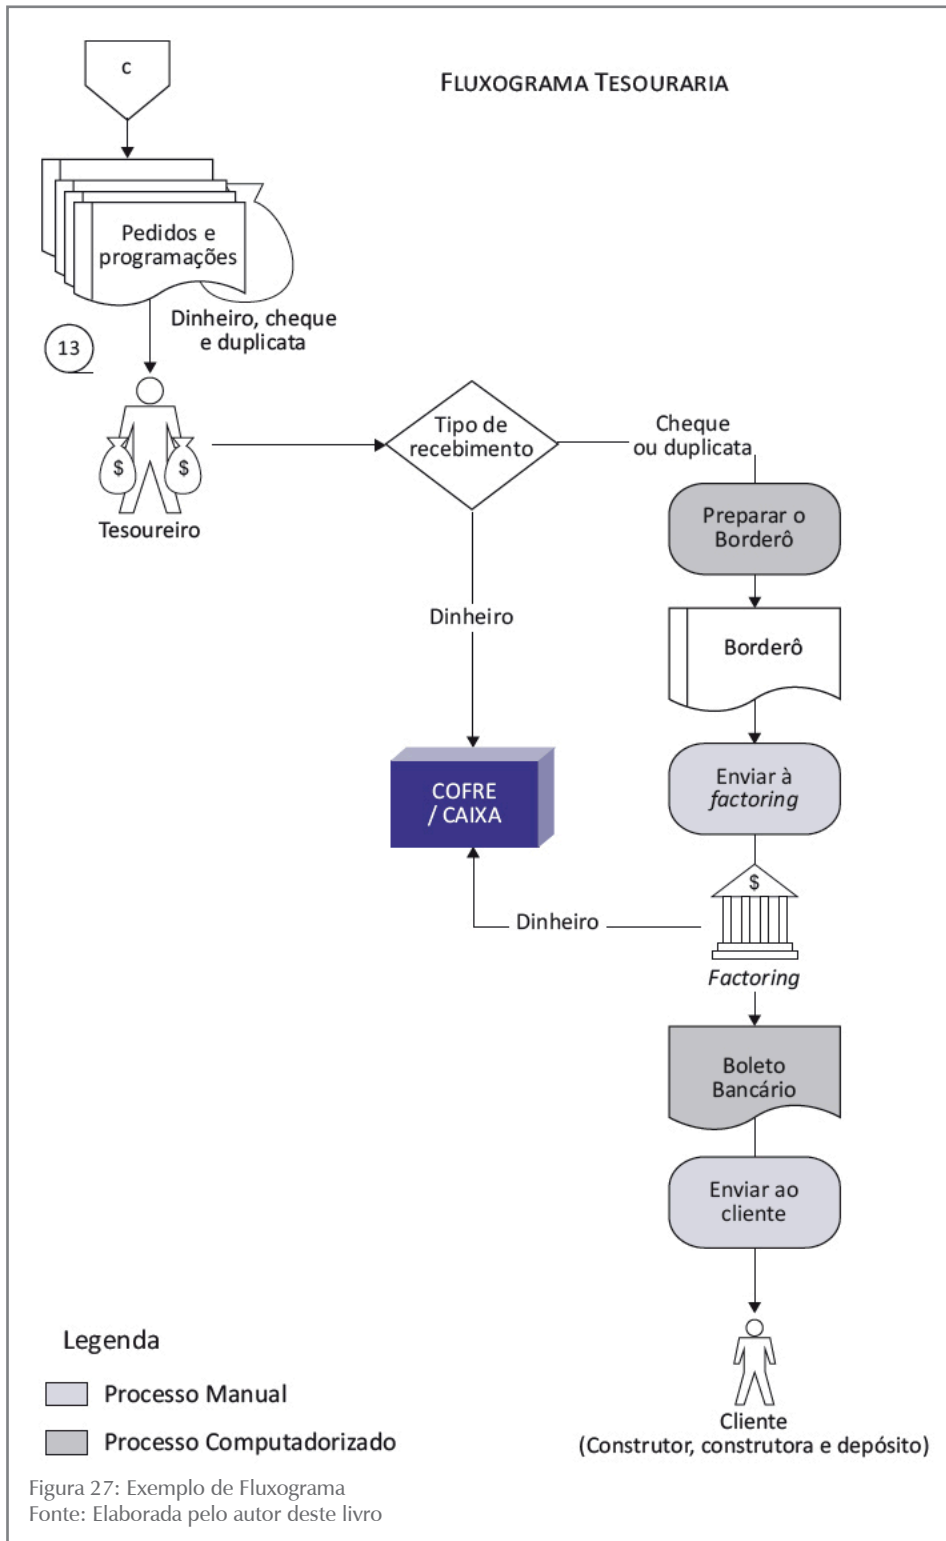 c
FLUXOGRAMA TESOURARIA
Pedidos e
programações
Dinheiro, cheque
e duplicata
13
$ $
Tesoureiro
Tipo de
recebimento
Cheque
ou duplicata
Preparar o
Borderô
Dinheiro
Borderô
COFRE
/ CAIXA
Enviar à
factoring
$
Dinheiro
Factoring
Boleto
Bancário
Enviar ao
cliente
Cliente
(Construtor, construtora e depósito)
Legenda
Processo Manual
Processo Computadorizado
Figura 27: Exemplo de Fluxograma
Fonte: Elaborada pelo autor deste livro